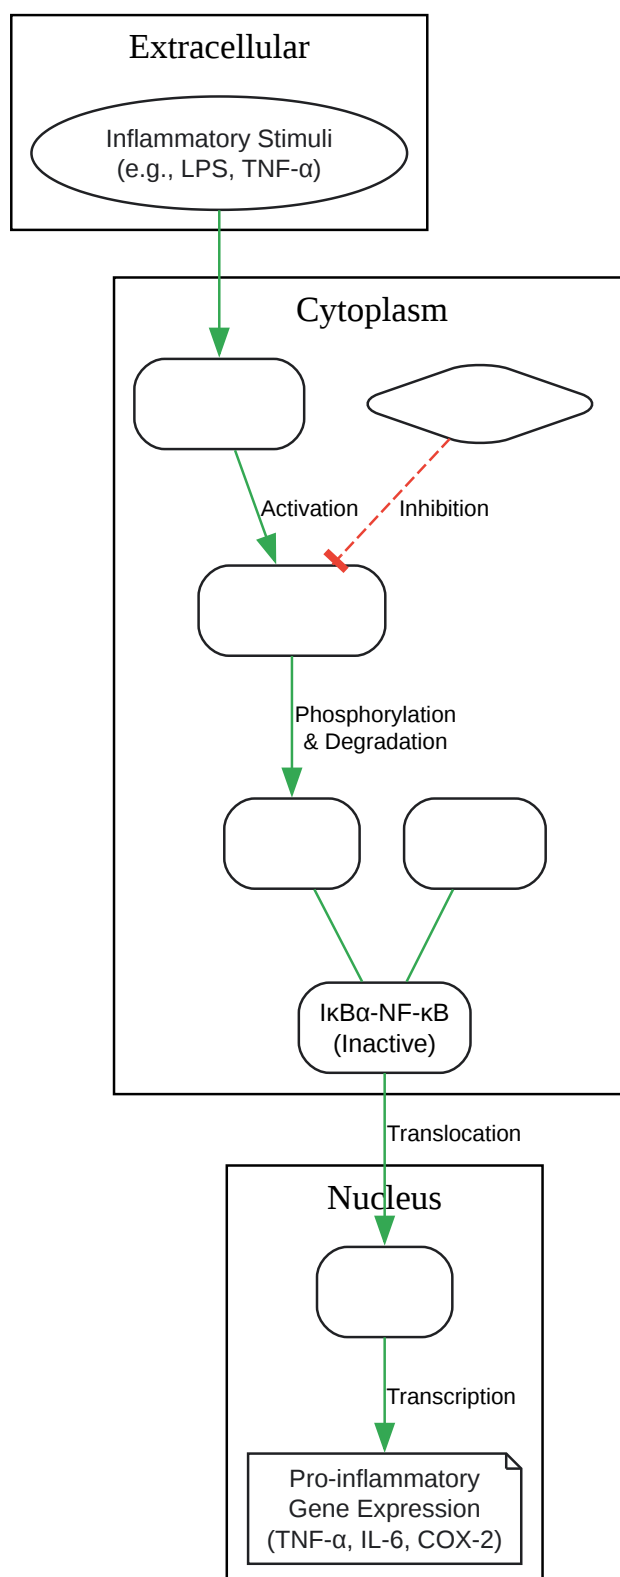 Extracellular
Inflammatory Stimuli
(e.g., LPS, TNF-α)
Cytoplasm
Activation
Inhibition
Phosphorylation
& Degradation
IκBα-NF-κB
(Inactive)
Translocation
Nucleus
Transcription
Pro-inflammatory
Gene Expression
(TNF-α, IL-6, COX-2)